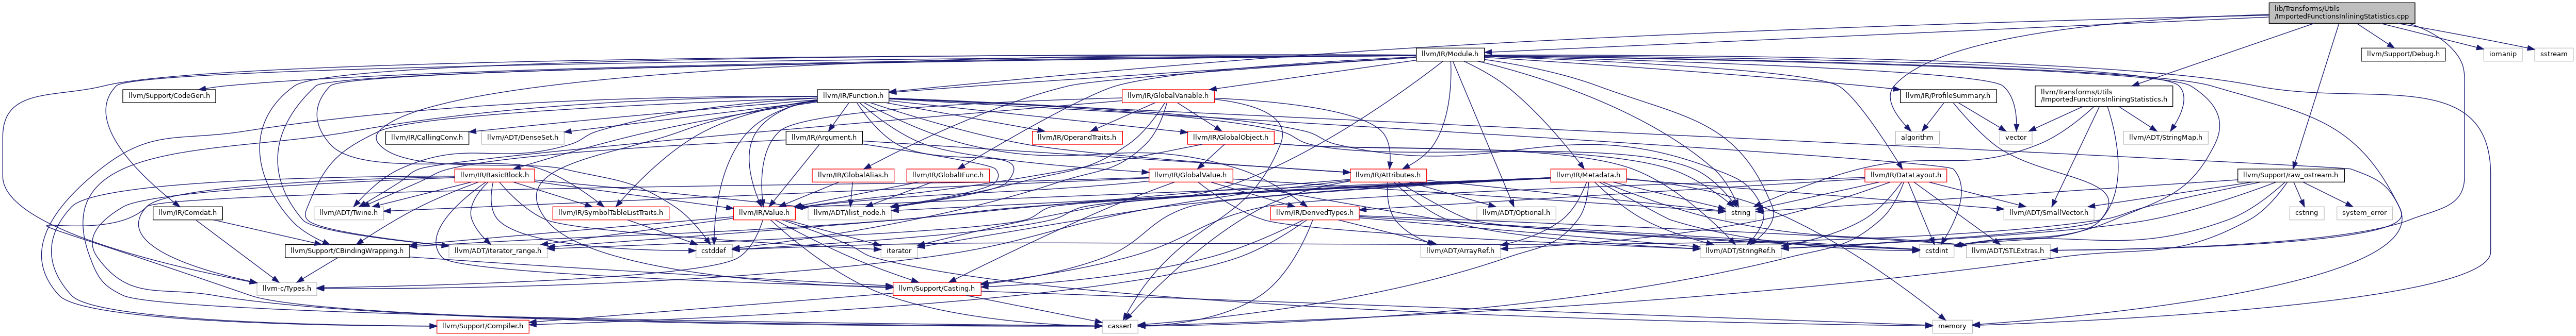 lib/Transforms/Utils
/ImportedFunctionsInliningStatistics.cpp
llvm/IR/Module.h
llvm/Support/Debug.h
iomanip
sstream
llvm/Support/CodeGen.h
llvm/IR/Function.h
llvm/IR/GlobalVariable.h
llvm/IR/ProfileSummary.h
llvm/Transforms/Utils
/ImportedFunctionsInliningStatistics.h
llvm/IR/CallingConv.h
llvm/ADT/DenseSet.h
llvm/IR/Argument.h
llvm/IR/OperandTraits.h
llvm/IR/GlobalObject.h
algorithm
vector
llvm/ADT/StringMap.h
llvm/IR/BasicBlock.h
llvm/IR/GlobalAlias.h
llvm/IR/GlobalIFunc.h
llvm/IR/GlobalValue.h
llvm/IR/Attributes.h
llvm/IR/Metadata.h
llvm/IR/DataLayout.h
llvm/Support/raw_ostream.h
llvm/IR/Comdat.h
llvm/ADT/Twine.h
llvm/IR/SymbolTableListTraits.h
llvm/IR/Value.h
llvm/ADT/ilist_node.h
llvm/IR/DerivedTypes.h
llvm/ADT/Optional.h
string
llvm/ADT/SmallVector.h
cstring
system_error
llvm/Support/CBindingWrapping.h
llvm/ADT/iterator_range.h
cstddef
iterator
llvm/ADT/ArrayRef.h
llvm/ADT/StringRef.h
cstdint
llvm/ADT/STLExtras.h
llvm-c/Types.h
llvm/Support/Casting.h
llvm/Support/Compiler.h
cassert
memory